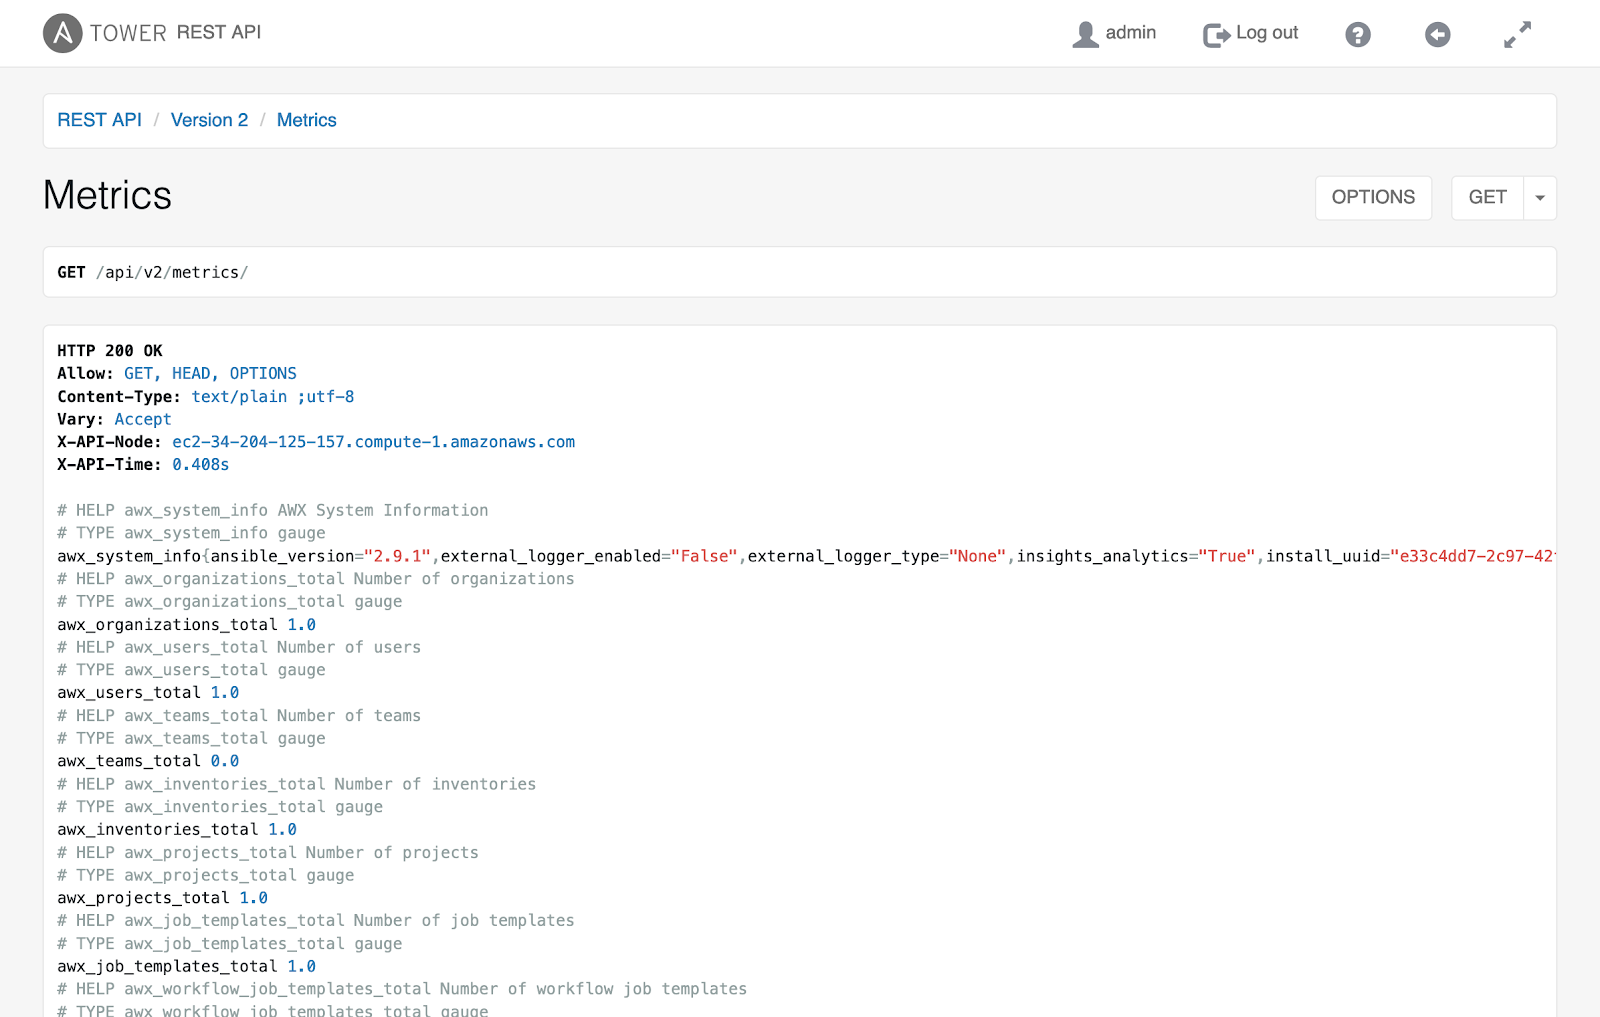 TOWER REST API
admin
Log out
REST API / Version 2 / Metrics
Metrics
OPTIONS
GET
GET /api/v2/metrics/
HTTP 200 OK
Allow: GET, HEAD, OPTIONS
Content-Type: text/plain ;utf-8
Vary: Accept
X-API-Node: ec2-34-204-125-157.compute-1.amazonaws.com
X-API-Time: 0.408s
# HELP awx_system_info AWX System Information
# TYPE awx_system_info gauge
awx_system_info{ansible_version="2.9.1",external_logger_enabled="False",external_logger_type="None",insights_analytics="True",install_uuid="e33c4dd7-2c97-42
# HELP awx_organizations_total Number of organizations
# TYPE awx_organizations_total gauge
awx_organizations_total 1.0
# HELP awx_users_total Number of users
# TYPE awx_users_total gauge
awx_users_total 1.0
# HELP awx_teams_total Number of teams
# TYPE awx_teams_total gauge
awx_teams_total 0.0
# HELP awx_inventories_total Number of inventories
# TYPE awx_inventories_total gauge
awx_inventories_total 1.0
# HELP awx_projects_total Number of projects
# TYPE awx_projects_total gauge
awx_projects_total 1.0
# HELP awx_job_templates_total Number of job templates
# TYPE awx_job_templates_total gauge
awx_job_templates_total 1.0
# HELP awx_workflow_job_templates_total Number of workflow job templates
# TYPE awx_workflow_job_templates_total gauge